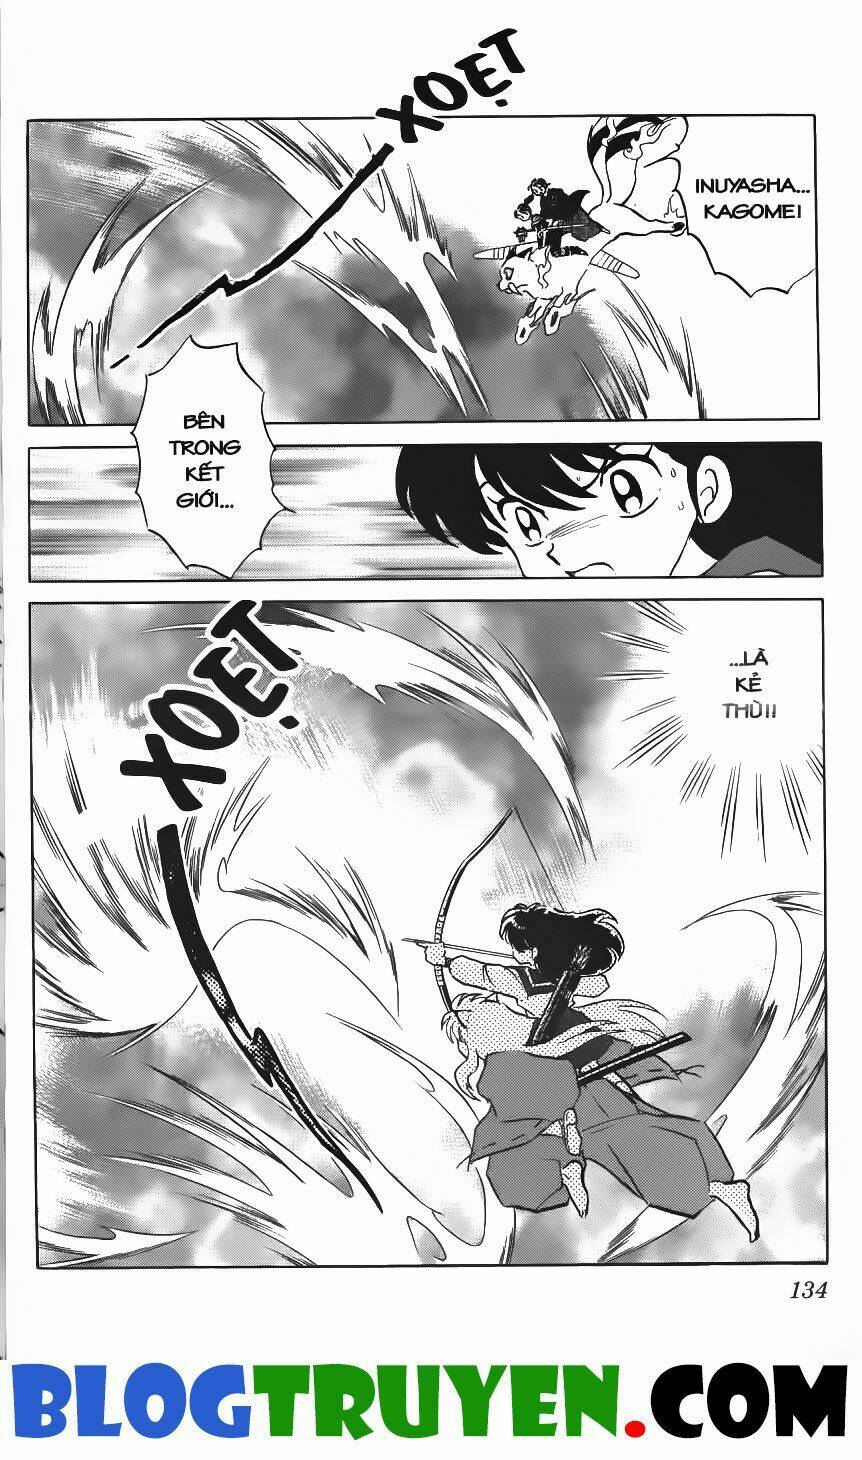 XOẸT
INUYASHA...
KAGOME!
BÊN
TRONG
KẾT
GIỚI...
XOẸT
...LÀ
KẺ
THÙ!!
134
BLOGTRUYEN.COM